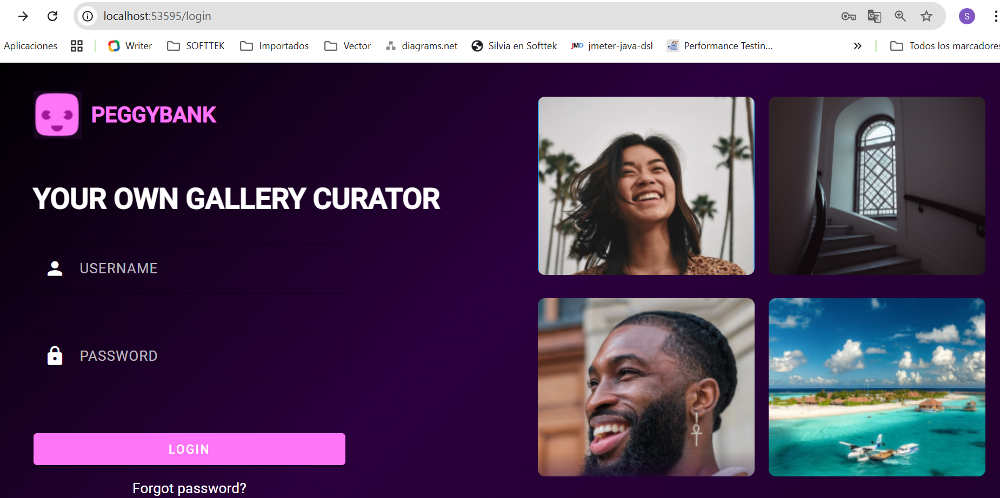 localhost:53595/login
S
Aplicaciones Writer SOFTTEK Importados Vector diagrams.net Silvia en Softtek JMD jmeter-java-dsl Performance Testin... Todos los marcadores
PEGGYBANK
YOUR OWN GALLERY CURATOR
USERNAME
PASSWORD
LOGIN
Forgot password?